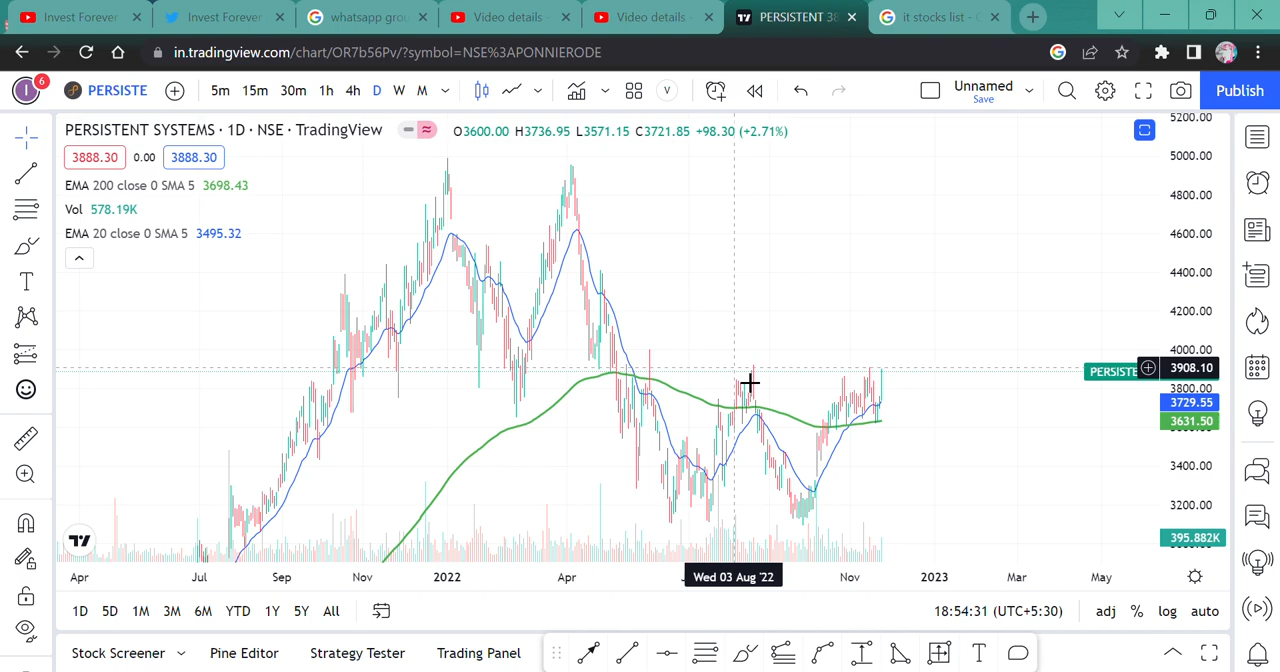 Invest Forever
Invest Forever
whatsapp grou
Video details -
Video details -
PERSISTENT 38
it stocks list - G
in.tradingview.com/chart/OR7b56Pv/?symbol=NSE%3APONNIERODE
I
6
PERSISTE
5m 15m 30m 1h 4h D W M
V
Unnamed
Save
Publish
PERSISTENT SYSTEMS · 1D · NSE · TradingView
O3600.00 H3736.95 L3571.15 C3721.85 +98.30 (+2.71%)
3888.30 0.00 3888.30
EMA 200 close 0 SMA 5 3698.43
Vol 578.19K
EMA 20 close 0 SMA 5 3495.32
5200.00
5000.00
4800.00
4600.00
4400.00
4200.00
4000.00
PERSISTE
3908.10
3800.00
3729.55
3631.50
3400.00
3200.00
395.882K
Apr Jul Sep Nov 2022 Apr Wed 03 Aug '22 Nov 2023 Mar May
1D 5D 1M 3M 6M YTD 1Y 5Y All
18:54:31 (UTC+5:30) adj % log auto
Stock Screener Pine Editor Strategy Tester Trading Panel